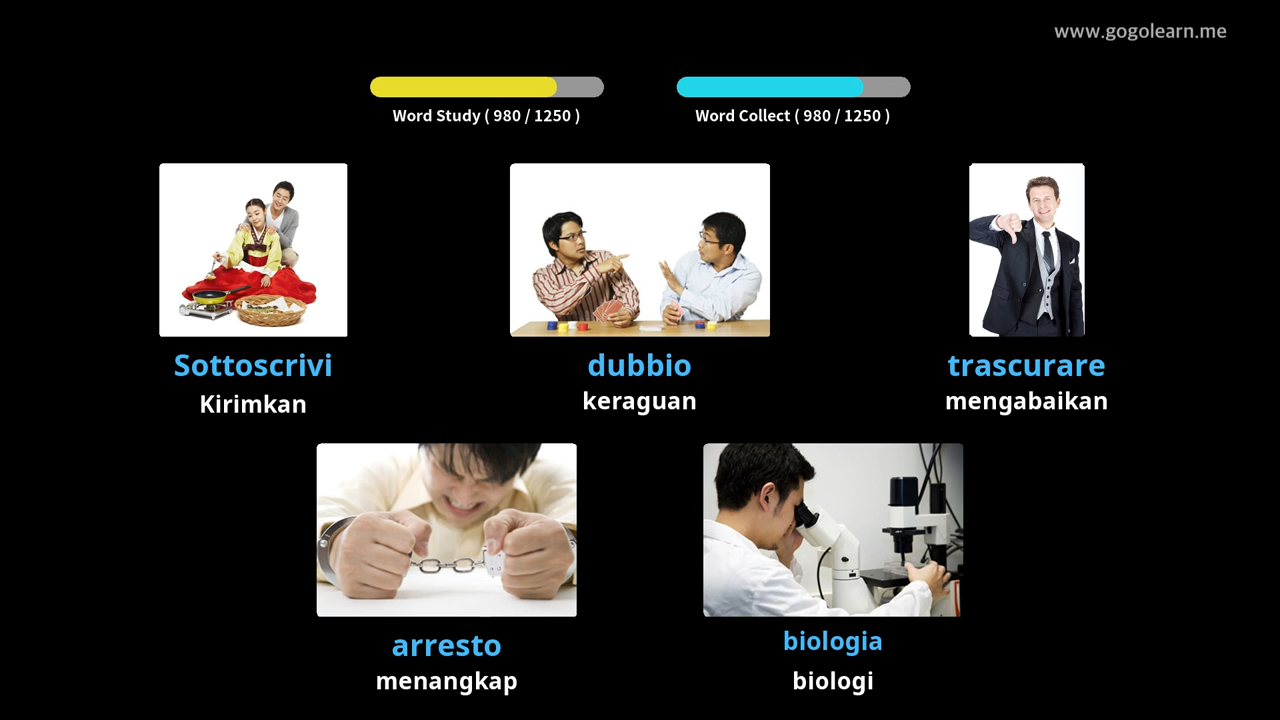 www.gogolearn.me
Word Study ( 980 / 1250 )
Word Collect ( 980 / 1250 )
Sottoscrivi
Kirimkan
dubbio
keraguan
trascurare
mengabaikan
arresto
menangkap
biologia
biologi